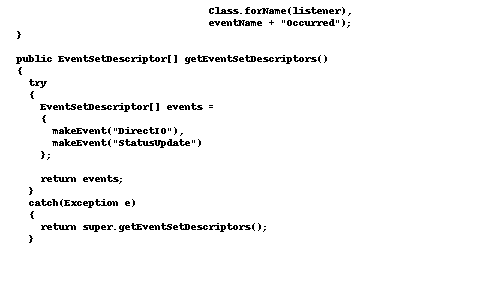 Class.forName(listener),
eventName + "Occurred");
}
public EventSetDescriptor[] getEventSetDescriptors()
{
try
{
EventSetDescriptor[] events =
{
makeEvent("DirectIO"),
makeEvent("StatusUpdate")
};
return events;
}
catch(Exception e)
{
return super.getEventSetDescriptors();
}